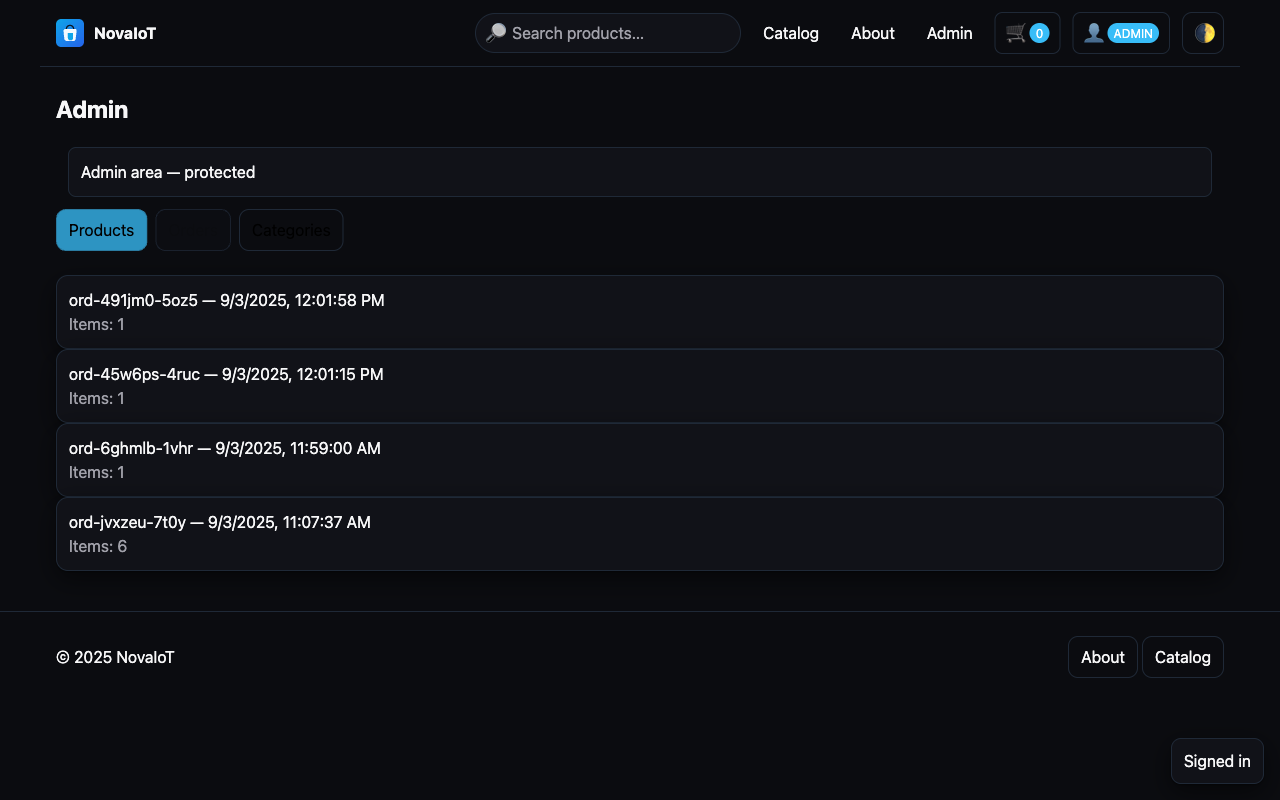 NovaIoT
Search products...
Catalog
About
Admin
0
ADMIN
Admin
Admin area — protected
Products
Categories
ord-491jm0-5oz5 — 9/3/2025, 12:01:58 PM
Items: 1
ord-45w6ps-4ruc — 9/3/2025, 12:01:15 PM
Items: 1
ord-6ghmlb-1vhr — 9/3/2025, 11:59:00 AM
Items: 1
ord-jvxzeu-7t0y — 9/3/2025, 11:07:37 AM
Items: 6
© 2025 NovaIoT
About
Catalog
Signed in